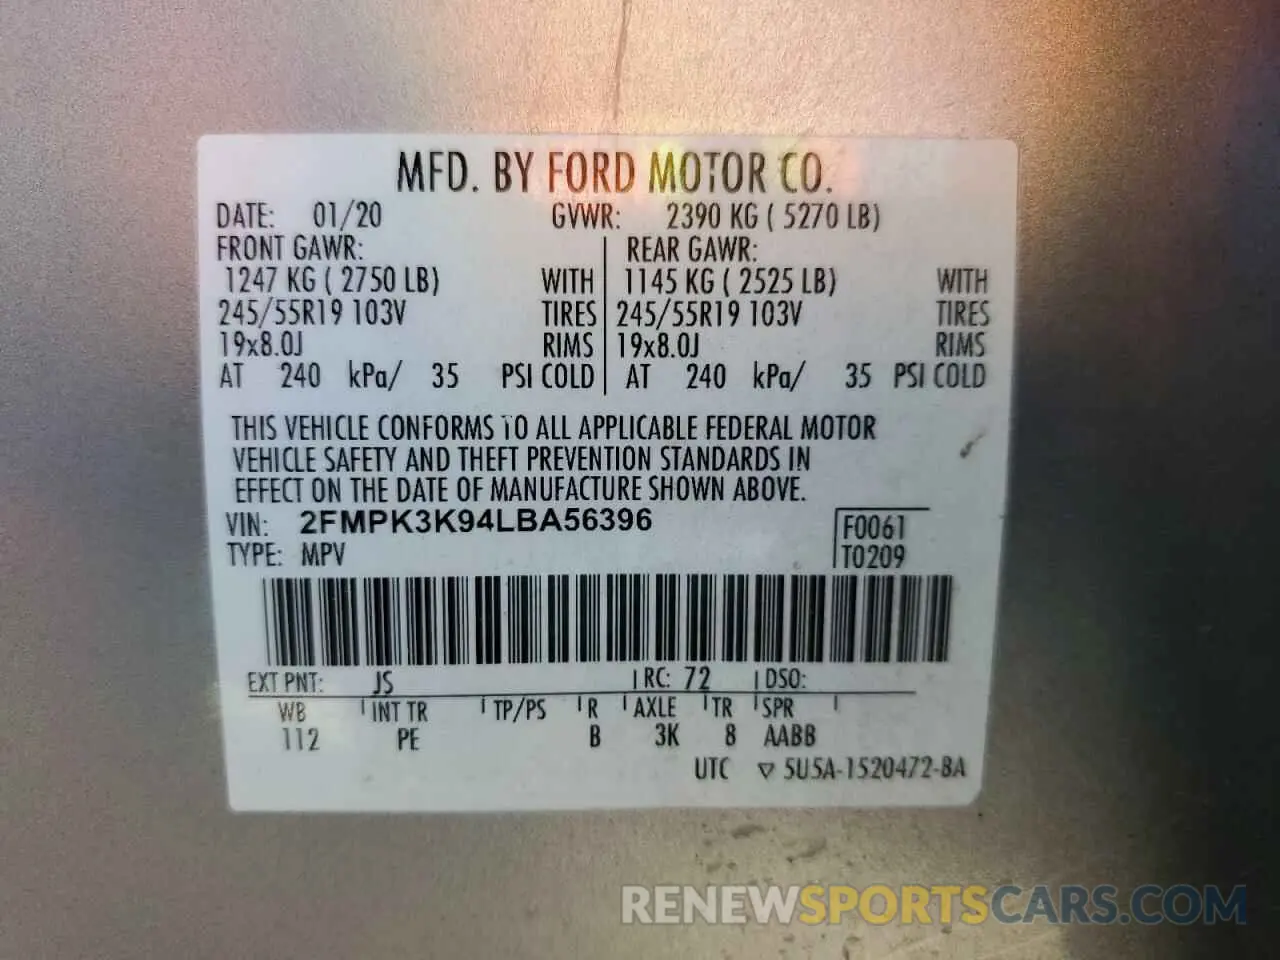 MFD. BY FORD MOTOR CO.
DATE: 01/20 GVWR: 2390 KG ( 5270 LB)
FRONT GAWR: REAR GAWR:
1247 KG ( 2750 LB) WITH 1145 KG ( 2525 LB) WITH
245/55R19 103V TIRES 245/55R19 103V TIRES
19x8.0J RIMS 19x8.0J RIMS
AT 240 kPa/ 35 PSI COLD AT 240 kPa/ 35 PSI COLD
THIS VEHICLE CONFORMS TO ALL APPLICABLE FEDERAL MOTOR
VEHICLE SAFETY AND THEFT PREVENTION STANDARDS IN
EFFECT ON THE DATE OF MANUFACTURE SHOWN ABOVE.
VIN: 2FMPK3K94LBA56396 F0061
TYPE: MPV T0209
EXT PNT: JS RC: 72 DSO:
WB INT TR TP/PS R AXLE TR SPR
112 PE B 3K 8 AABB
UTC ▽ 5U5A-1520472-BA
RENEWSPORTSCARS.COM